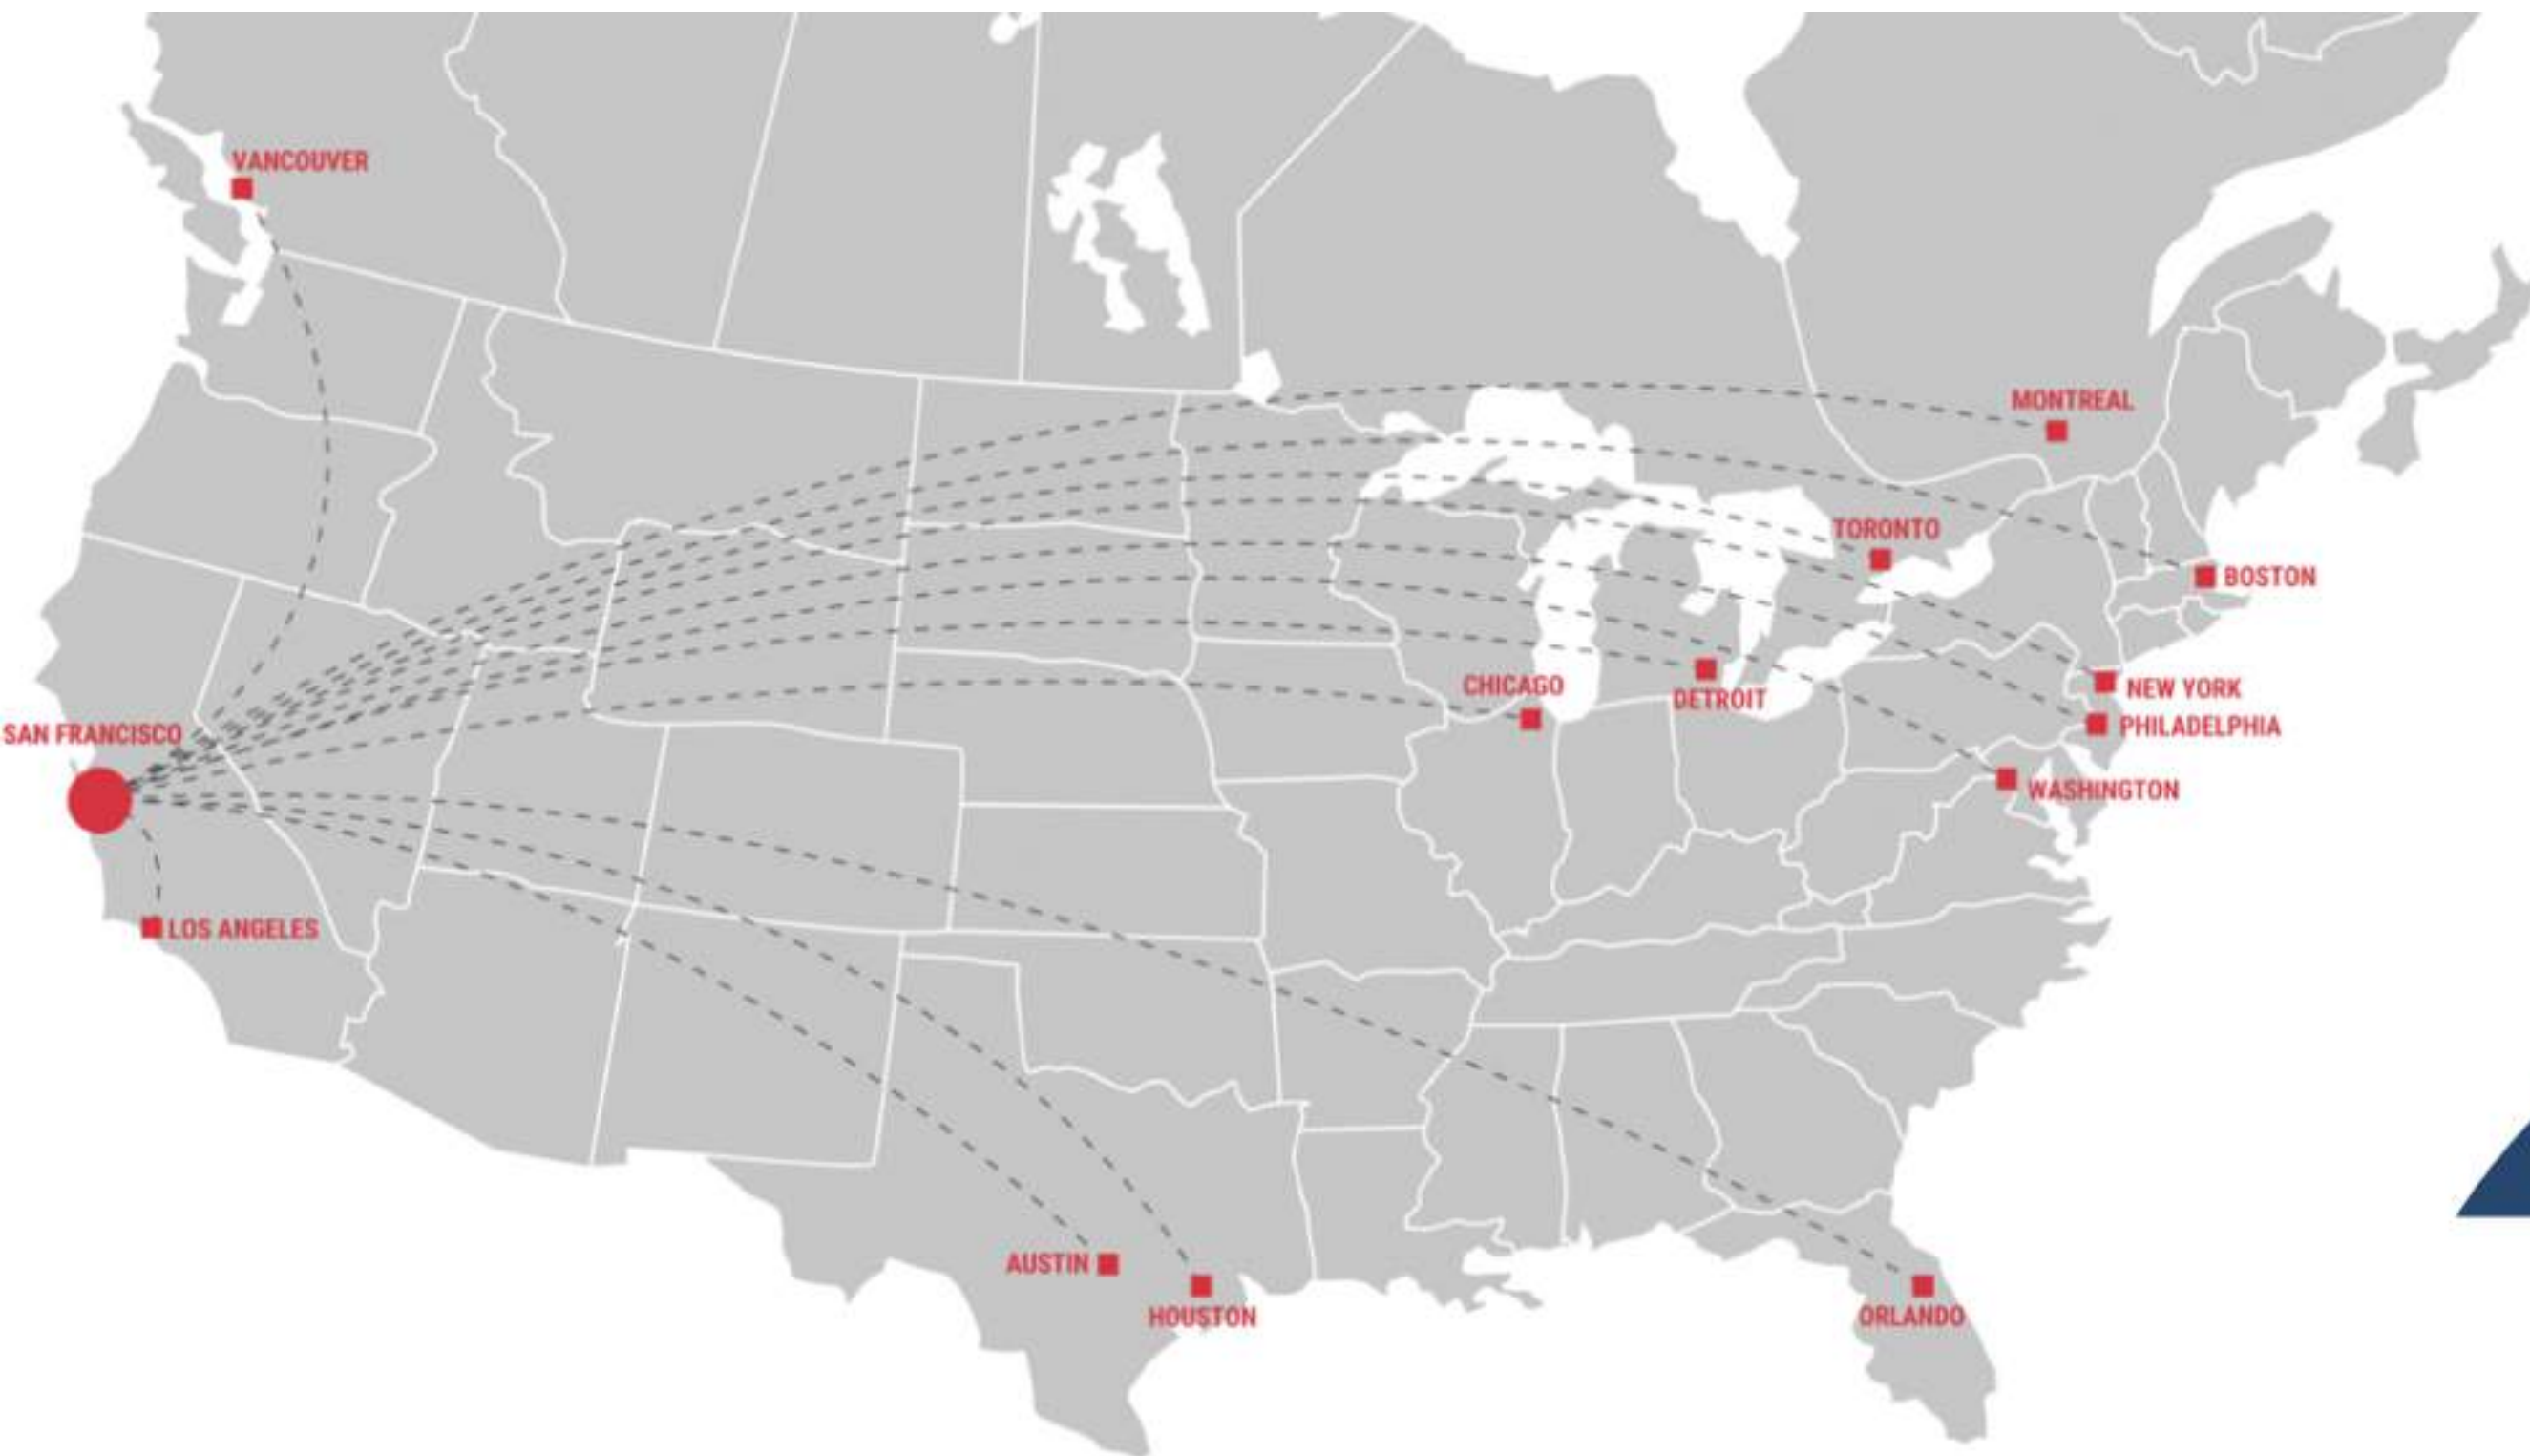 VANCOUVER
MONTREAL
TORONTO
BOSTON
CHICAGO
DETROIT
NEW YORK
PHILADELPHIA
SAN FRANCISCO
WASHINGTON
LOS ANGELES
AUSTIN
HOUSTON
ORLANDO